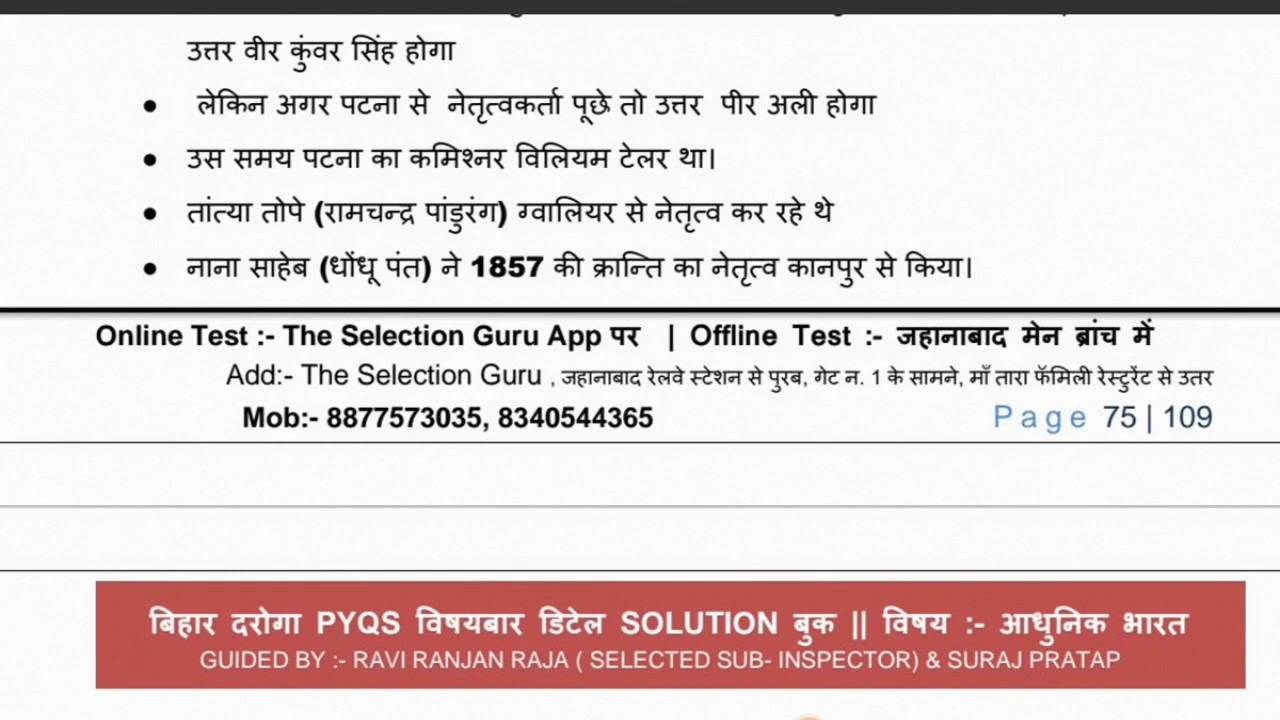 उत्तर वीर कुंवर सिंह होगा
● लेकिन अगर पटना से नेतृत्वकर्ता पूछे तो उत्तर पीर अली होगा
● उस समय पटना का कमिश्नर विलियम टेलर था।
● तांत्या तोपे (रामचन्द्र पांडुरंग) ग्वालियर से नेतृत्व कर रहे थे
● नाना साहेब (धोंधू पंत) ने 1857 की क्रान्ति का नेतृत्व कानपुर से किया।
Online Test :- The Selection Guru App पर | Offline Test :- जहानाबाद मेन ब्रांच में
Add:- The Selection Guru , जहानाबाद रेलवे स्टेशन से पुरब, गेट न. 1 के सामने, माँ तारा फॅमिली रेस्टुरेंट से उतर
Mob:- 8877573035, 8340544365 Page 75 | 109
बिहार दरोगा PYQS विषयबार डिटेल SOLUTION बुक || विषय :- आधुनिक भारत
GUIDED BY :- RAVI RANJAN RAJA ( SELECTED SUB- INSPECTOR) & SURAJ PRATAP